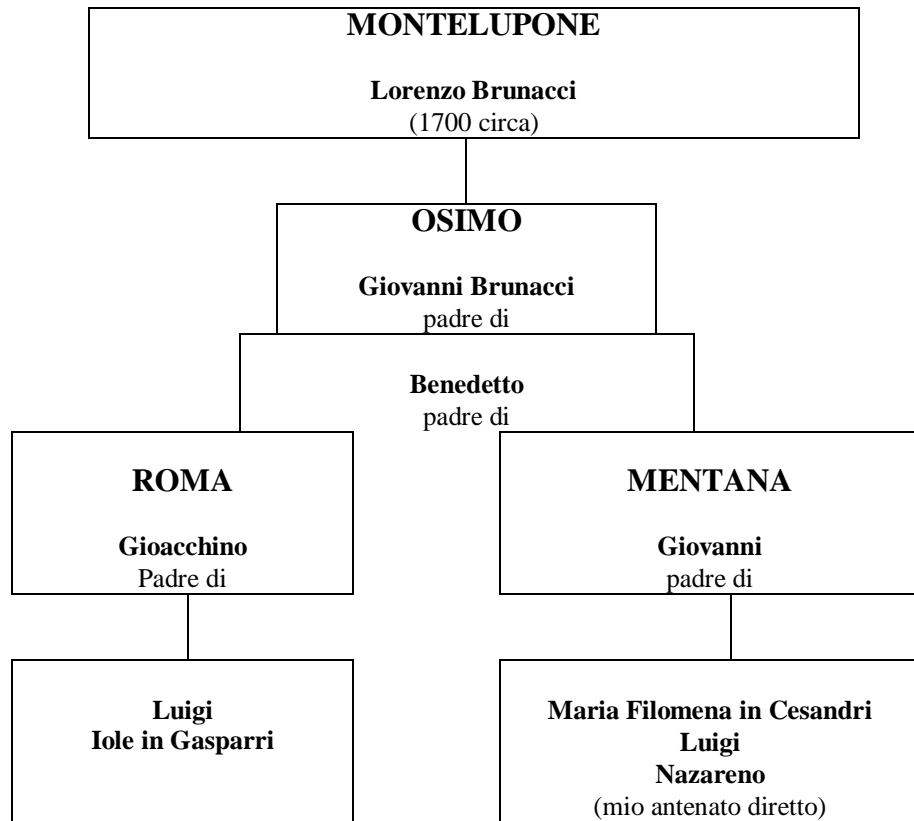 MONTELUPONE
Lorenzo Brunacci
(1700 circa)
OSIMO
Giovanni Brunacci
padre di
Benedetto
padre di
ROMA
Gioacchino
Padre di
Luigi
Iole in Gasparri
MENTANA
Giovanni
padre di
Maria Filomena in Cesandri
Luigi
Nazareno
(mio antenato diretto)